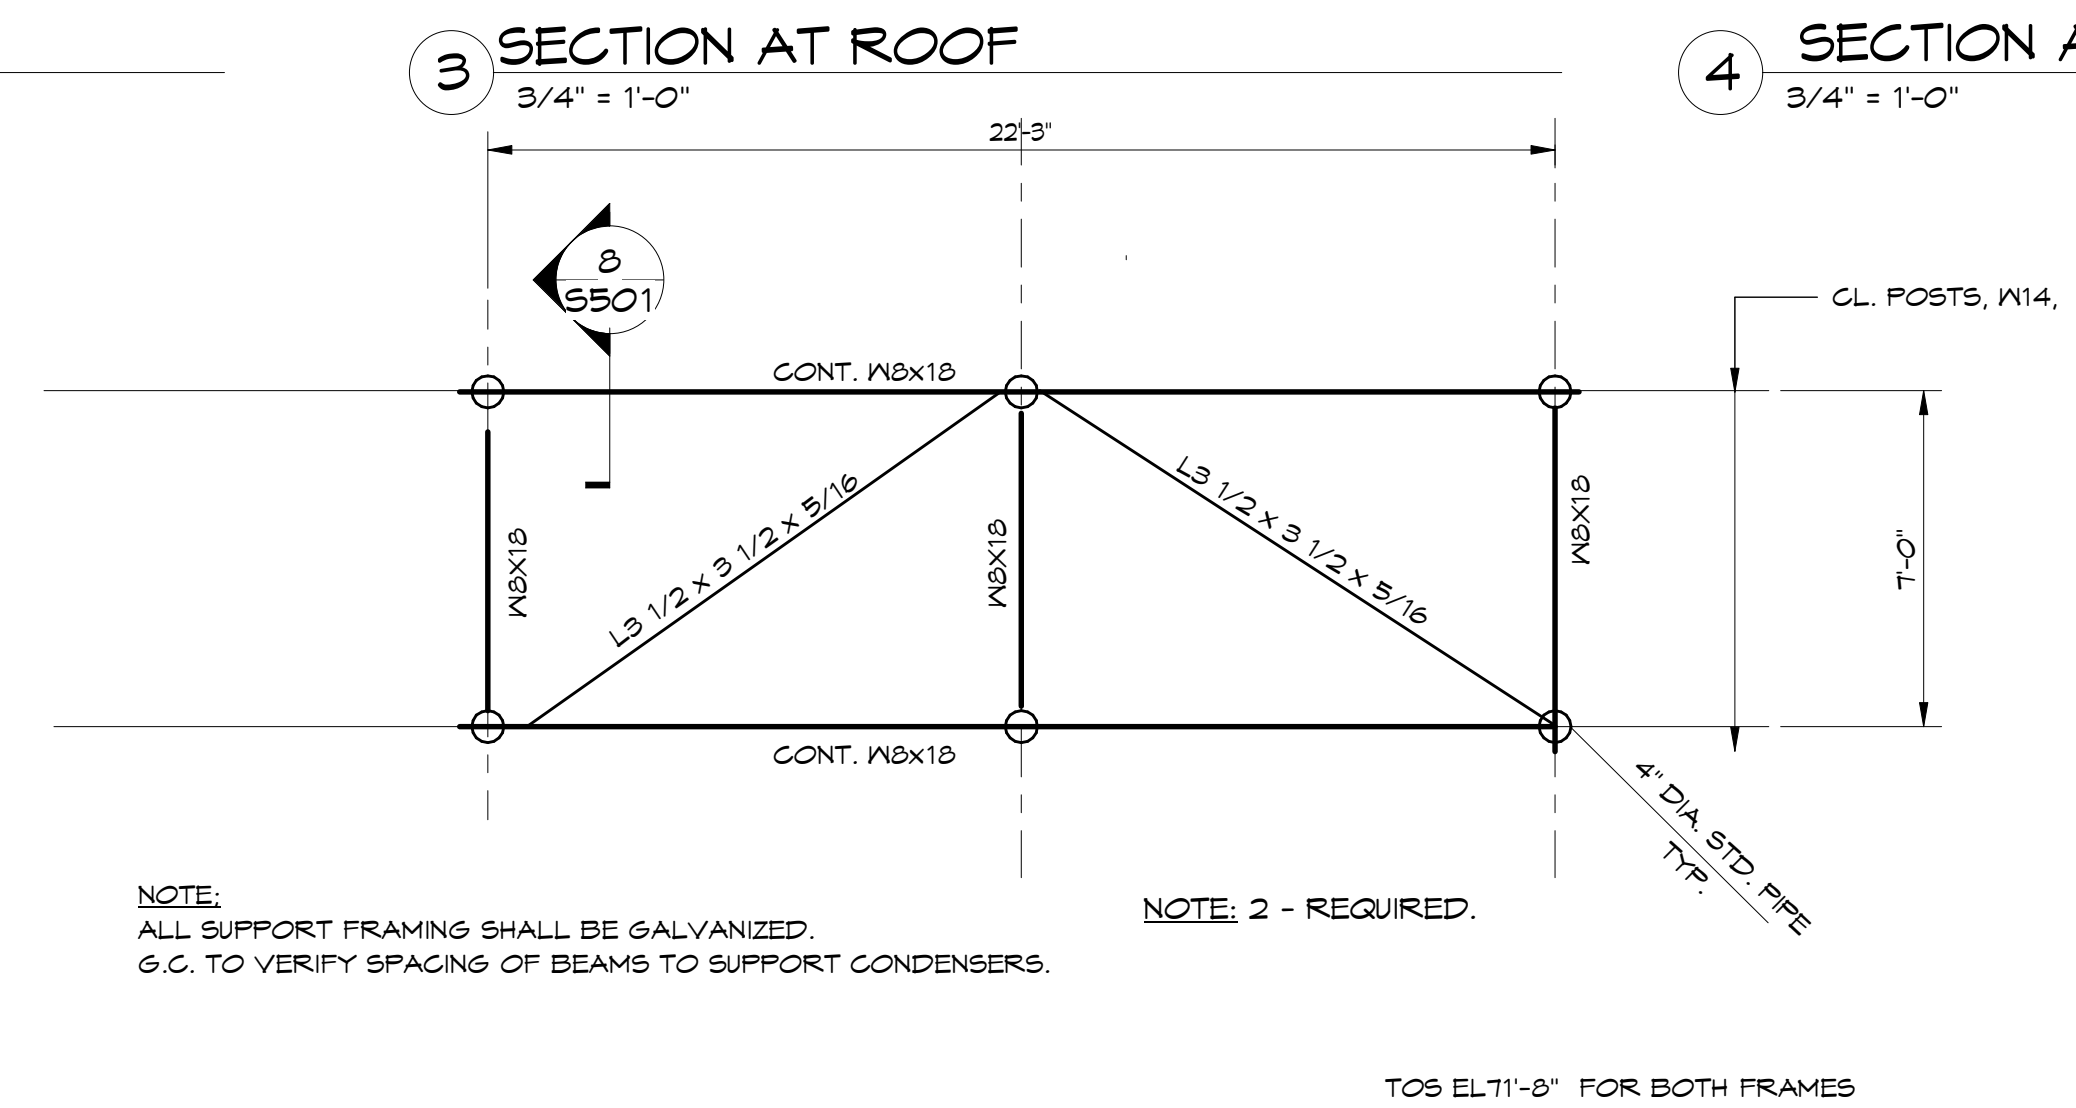 3 SECTION AT ROOF
3/4" = 1'-0"
4 SECTION A
3/4" = 1'-0"
22'-3"
8
S501
CL. POSTS, W14,
CONT. W8x18
L3 1/2 x 3 1/2 x 5/16
L3 1/2 x 3 1/2 x 5/16
W8X18
W8X18
W8X18
7'-0"
CONT. W8x18
4" DIA. STD. PIPE
TYP.
NOTE;
ALL SUPPORT FRAMING SHALL BE GALVANIZED.
G.C. TO VERIFY SPACING OF BEAMS TO SUPPORT CONDENSERS.
NOTE: 2 - REQUIRED.
TOS EL71'-8" FOR BOTH FRAMES